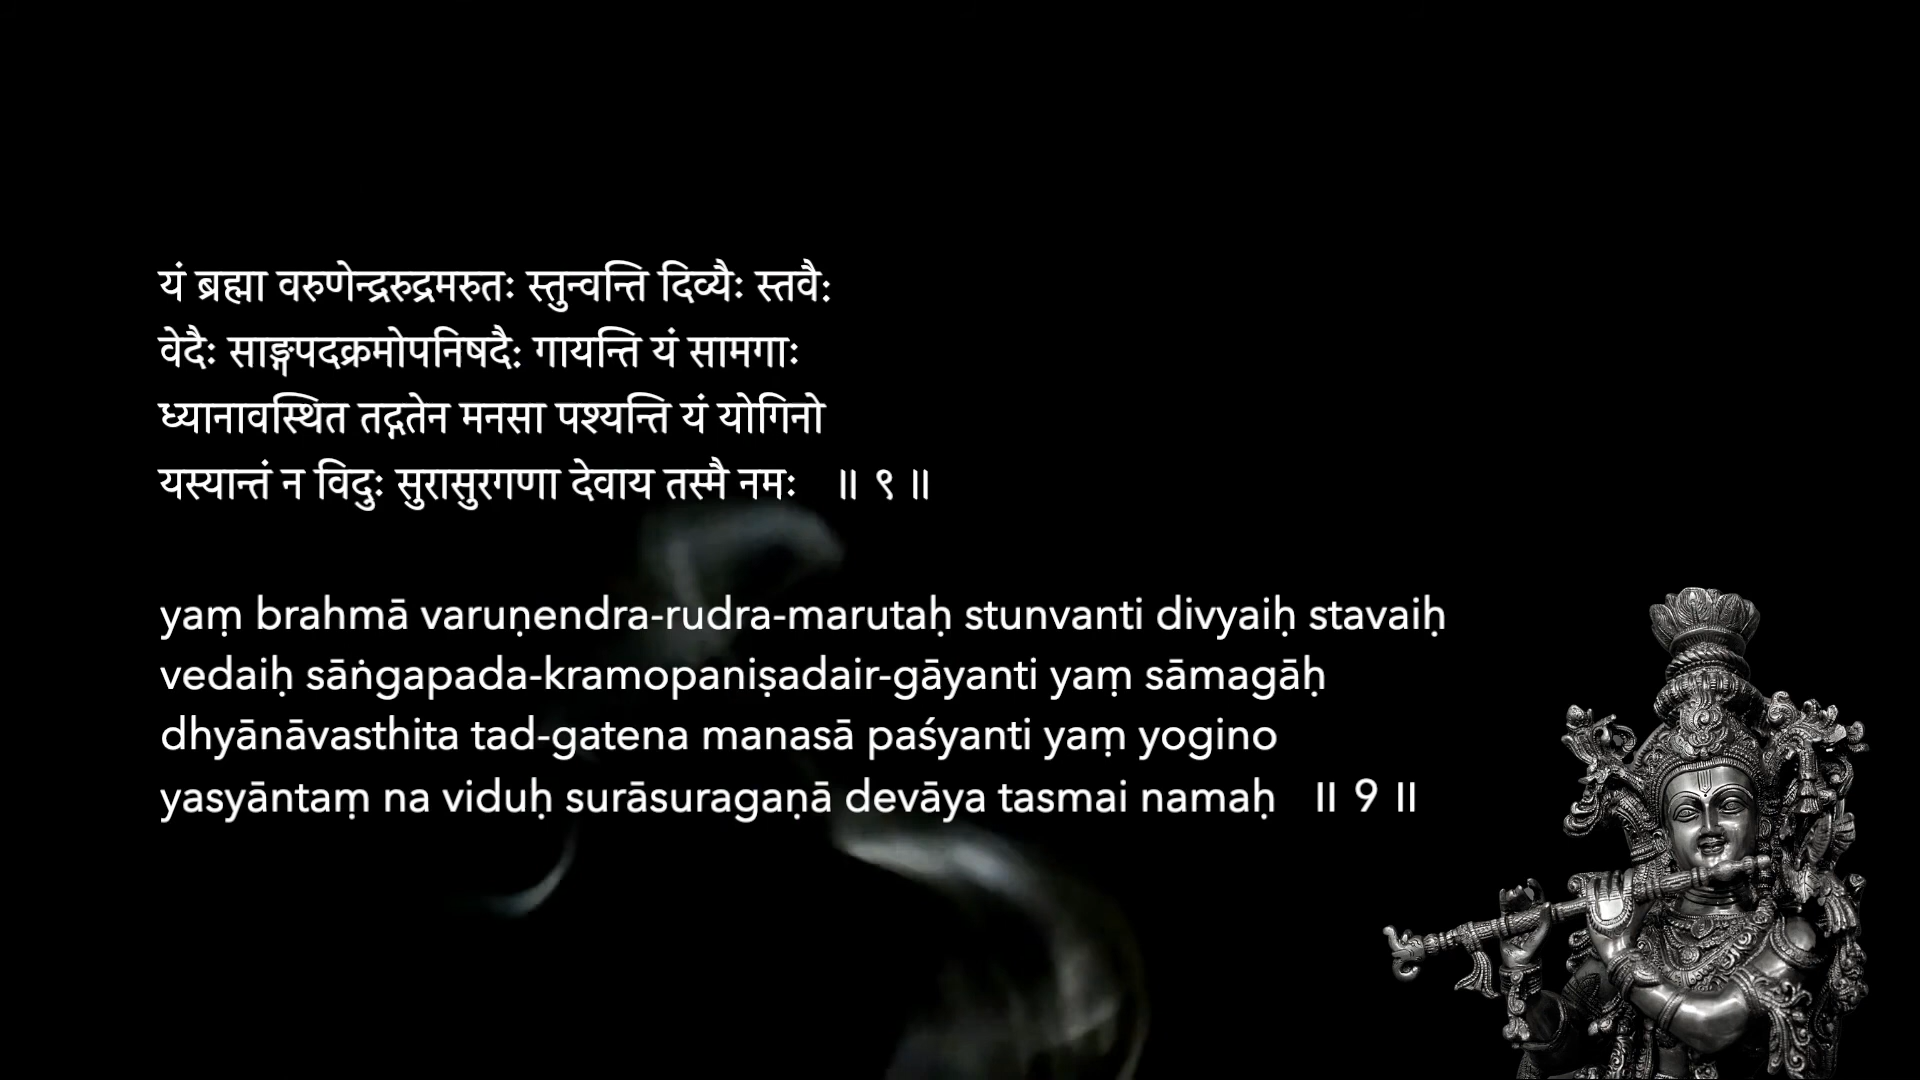 यं ब्रह्मा वरुणेन्द्ररुद्रमरुतः स्तुन्वन्ति दिव्यैः स्तवैः
वेदैः साङ्गपदक्रमोपनिषदैः गायन्ति यं सामगाः
ध्यानावस्थित तद्गतेन मनसा पश्यन्ति यं योगिनो
यस्यान्तं न विदुः सुरासुरगणा देवाय तस्मै नमः ॥ ९ ॥
yaṃ brahmā varuṇendra-rudra-marutaḥ stunvanti divyaiḥ stavaiḥ
vedaiḥ sāṅgapada-kramopaniṣadair-gāyanti yaṃ sāmagāḥ
dhyānāvasthita tad-gatena manasā paśyanti yaṃ yogino
yasyāntaṃ na viduḥ surāsuragaṇā devāya tasmai namaḥ ॥ 9 ॥